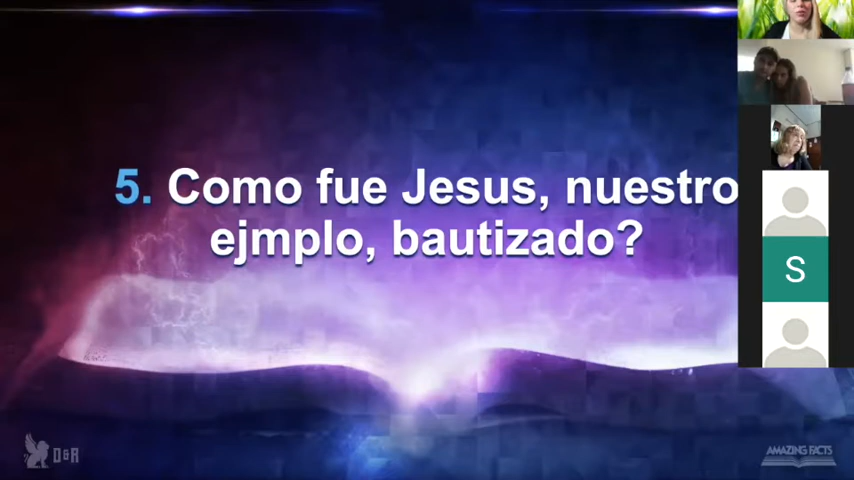 5. Como fue Jesus, nuestro
ejmplo, bautizado?
S
D&A
AMAZING FACTS